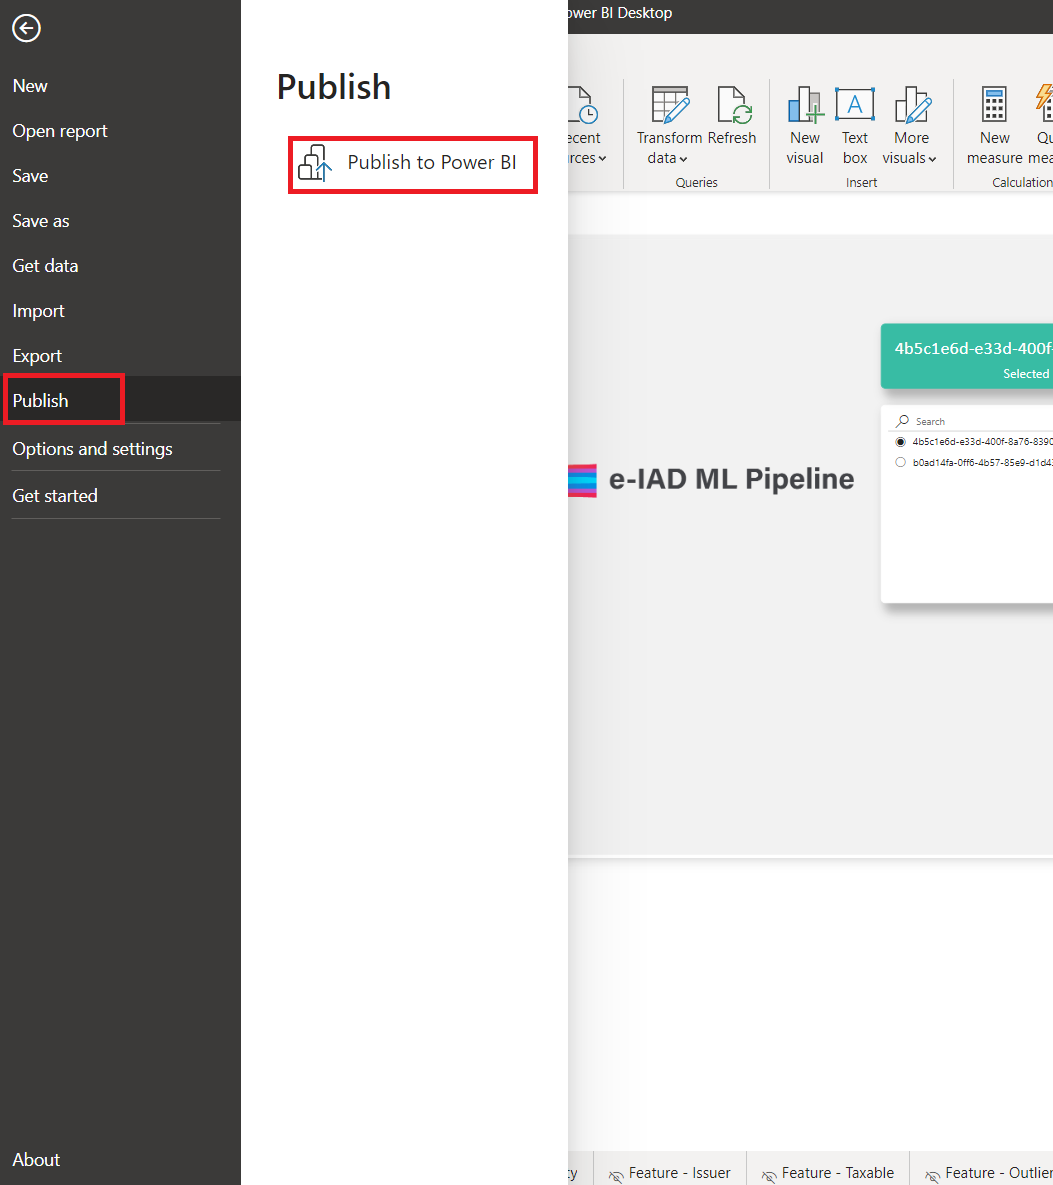 New
Open report
Save
Save as
Get data
Import
Export
Publish
Options and settings
Get started
About
Publish
Publish to Power BI
ower BI Desktop
ecent
rces
Transform
data
Refresh
Queries
New
visual
Text
box
More
visuals
Insert
New
measure
Qu
mea
Calculation
4b5c1e6d-e33d-400f-
Selected
Search
4b5c1e6d-e33d-400f-8a76-8390
b0ad14fa-0ff6-4b57-85e9-d1d43
e-IAD ML Pipeline
ty
Feature - Issuer
Feature - Taxable
Feature - Outlier